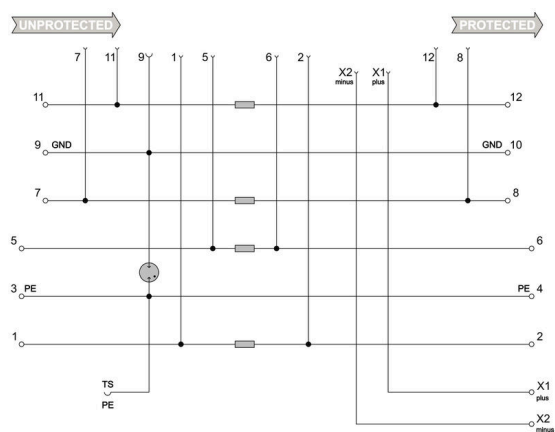 UNPROTECTED PROTECTED
7 11 9 1 5 6 2 12 8
X2 X1
minus plus
11 12
9 GND GND 10
7 8
5 6
3 PE PE 4
1 2
TS X1
plus
PE
X2
minus